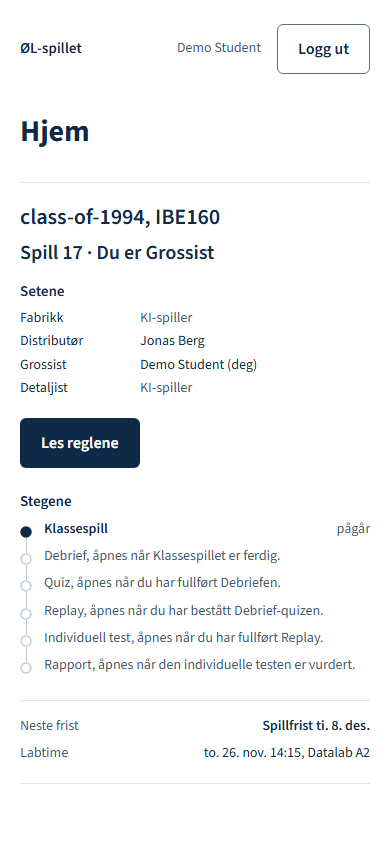 ØL-spillet
Demo Student
Logg ut
Hjem
class-of-1994, IBE160
Spill 17 · Du er Grossist
Setene
Fabrikk KI-spiller
Distributør Jonas Berg
Grossist Demo Student (deg)
Detaljist KI-spiller
Les reglene
Stegene
Klassespill pågår
Debrief, åpnes når Klassespillet er ferdig.
Quiz, åpnes når du har fullført Debriefen.
Replay, åpnes når du har bestått Debrief-quizen.
Individuell test, åpnes når du har fullført Replay.
Rapport, åpnes når den individuelle testen er vurdert.
Neste frist Spillfrist ti. 8. des.
Labtime to. 26. nov. 14:15, Datalab A2